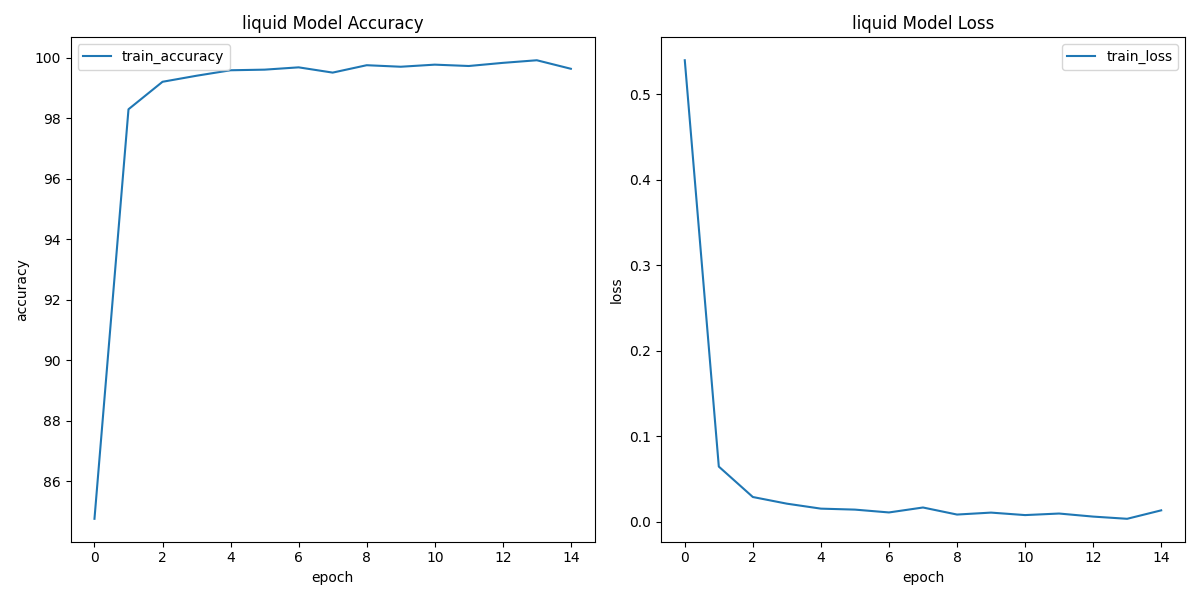 liquid Model Accuracy
train_accuracy
100
98
96
94
92
90
88
86
accuracy
0 2 4 6 8 10 12 14
epoch
liquid Model Loss
train_loss
0.5
0.4
0.3
0.2
0.1
0.0
loss
0 2 4 6 8 10 12 14
epoch